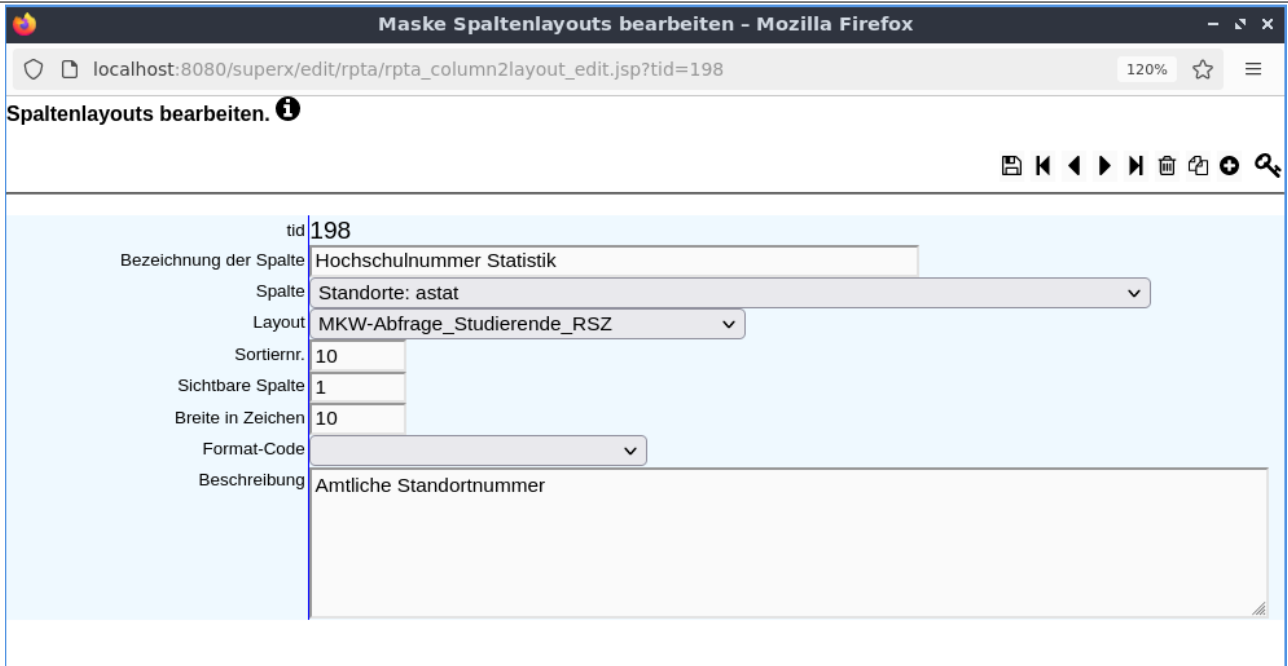 Maske Spaltenlayouts bearbeiten – Mozilla Firefox
localhost:8080/superx/edit/rpta/rpta_column2layout_edit.jsp?tid=198 120%
Spaltenlayouts bearbeiten.
tid 198
Bezeichnung der Spalte Hochschulnummer Statistik
Spalte Standorte: astat
Layout MKW-Abfrage_Studierende_RSZ
Sortiernr. 10
Sichtbare Spalte 1
Breite in Zeichen 10
Format-Code
Beschreibung Amtliche Standortnummer